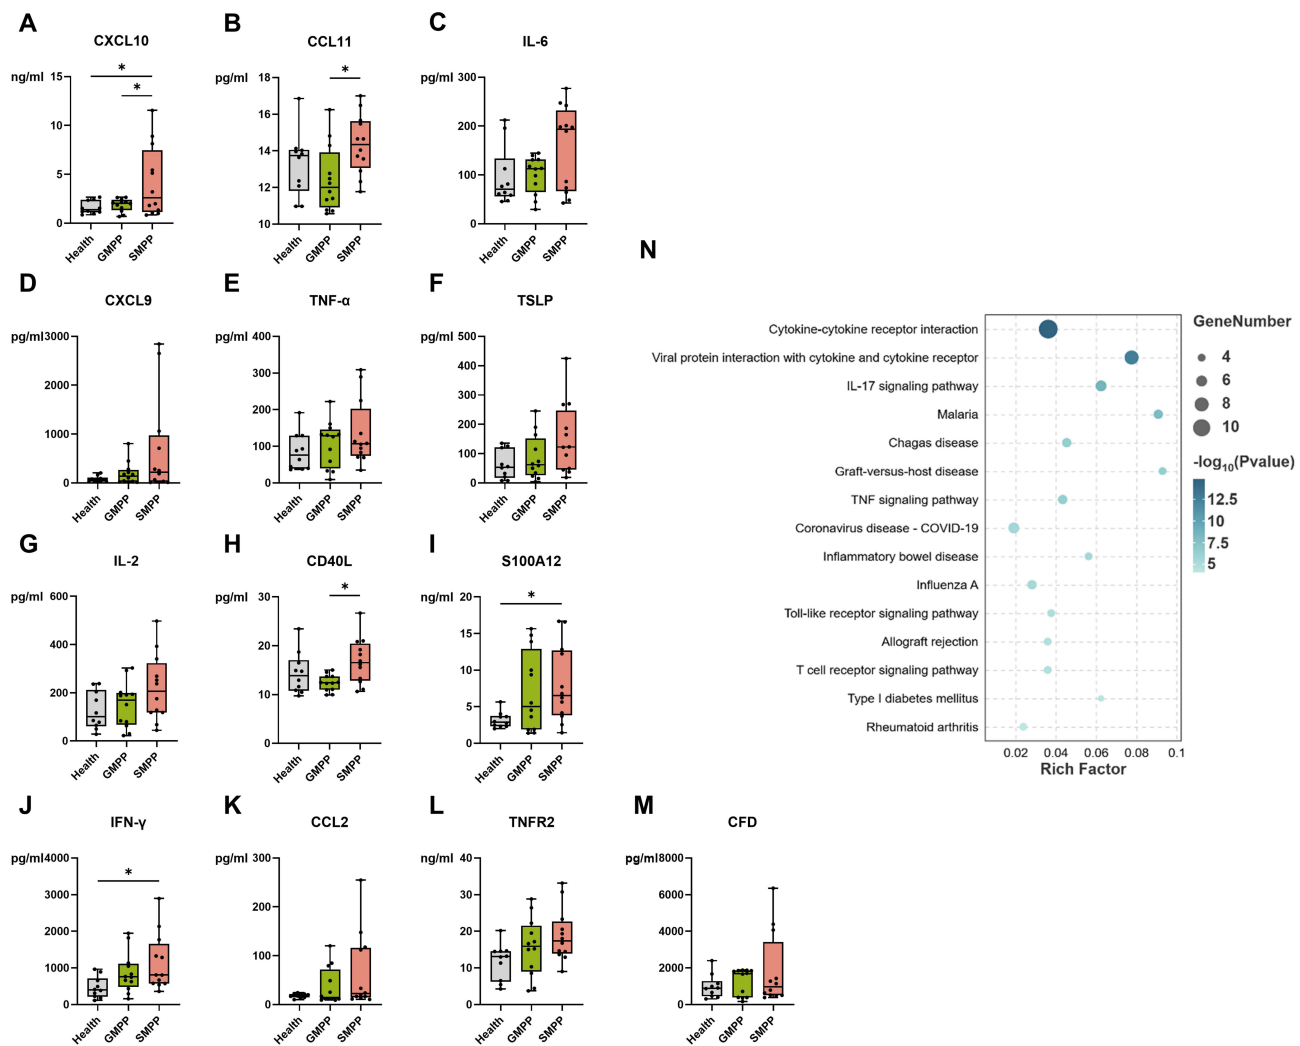 A
CXCL10
ng/ml
15
10
5
0
Health
GMPP
SMPP
*
*
B
CCL11
pg/ml
18
16
14
12
10
Health
GMPP
SMPP
*
C
IL-6
pg/ml
300
200
100
0
Health
GMPP
SMPP
D
CXCL9
pg/ml
3000
2000
1000
0
Health
GMPP
SMPP
E
TNF-α
pg/ml
400
300
200
100
0
Health
GMPP
SMPP
F
TSLP
pg/ml
500
400
300
200
100
0
Health
GMPP
SMPP
G
IL-2
pg/ml
600
400
200
0
Health
GMPP
SMPP
H
CD40L
pg/ml
30
20
10
0
Health
GMPP
SMPP
*
I
S100A12
ng/ml
20
15
10
5
0
Health
GMPP
SMPP
*
J
IFN-γ
pg/ml
4000
3000
2000
1000
0
Health
GMPP
SMPP
*
K
CCL2
pg/ml
300
200
100
0
Health
GMPP
SMPP
L
TNFR2
ng/ml
40
30
20
10
0
Health
GMPP
SMPP
M
CFD
pg/ml
8000
6000
4000
2000
0
Health
GMPP
SMPP
N
Cytokine-cytokine receptor interaction
Viral protein interaction with cytokine and cytokine receptor
IL-17 signaling pathway
Malaria
Chagas disease
Graft-versus-host disease
TNF signaling pathway
Coronavirus disease - COVID-19
Inflammatory bowel disease
Influenza A
Toll-like receptor signaling pathway
Allograft rejection
T cell receptor signaling pathway
Type I diabetes mellitus
Rheumatoid arthritis
0.02 0.04 0.06 0.08 0.1
Rich Factor
GeneNumber
4
6
8
10
-log10(Pvalue)
12.5
10
7.5
5